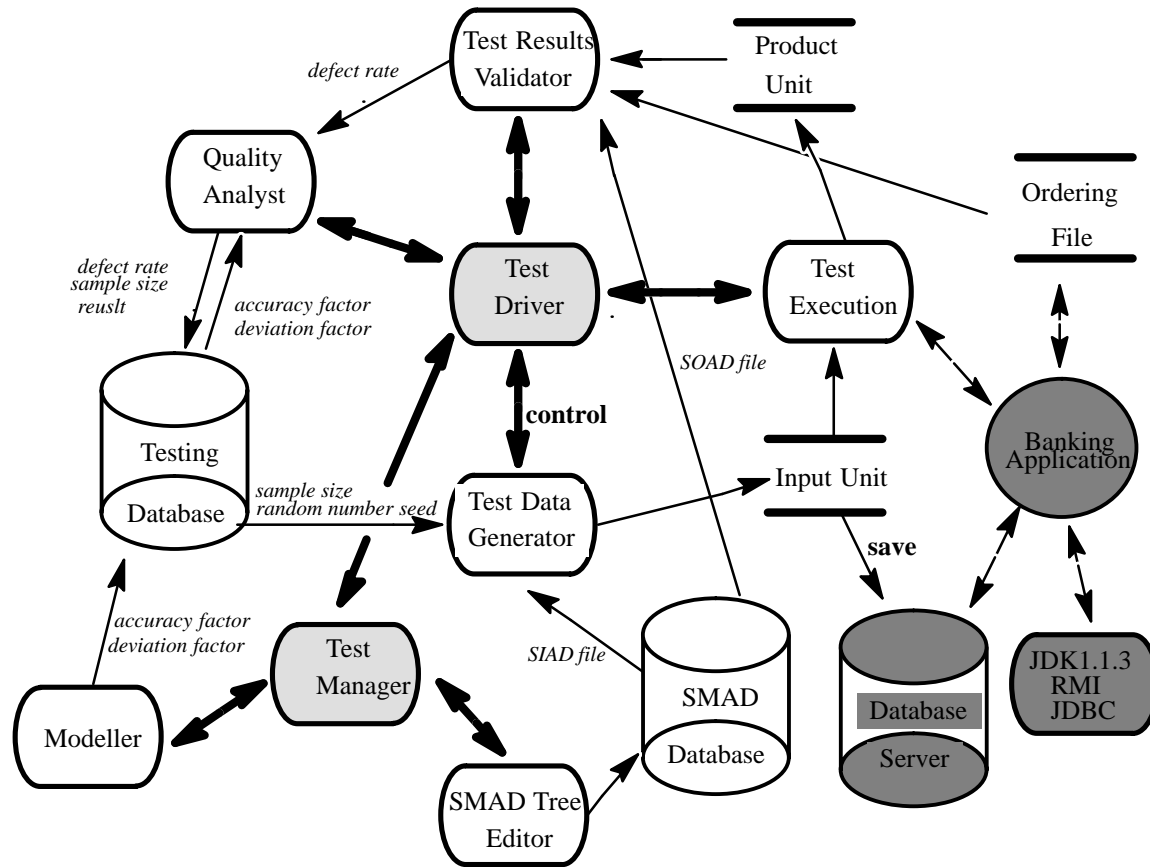 Test Results
Validator
Product
Unit
defect rate
Quality
Analyst
Ordering
File
defect rate
sample size
reuslt
accuracy factor
deviation factor
Test
Driver
Test
Execution
SOAD file
control
Banking
Application
Testing
Database
sample size
random number seed
Test Data
Generator
Input Unit
save
accuracy factor
deviation factor
Test
Manager
SIAD file
SMAD
Database
Database
Server
JDK1.1.3
RMI
JDBC
Modeller
SMAD Tree
Editor